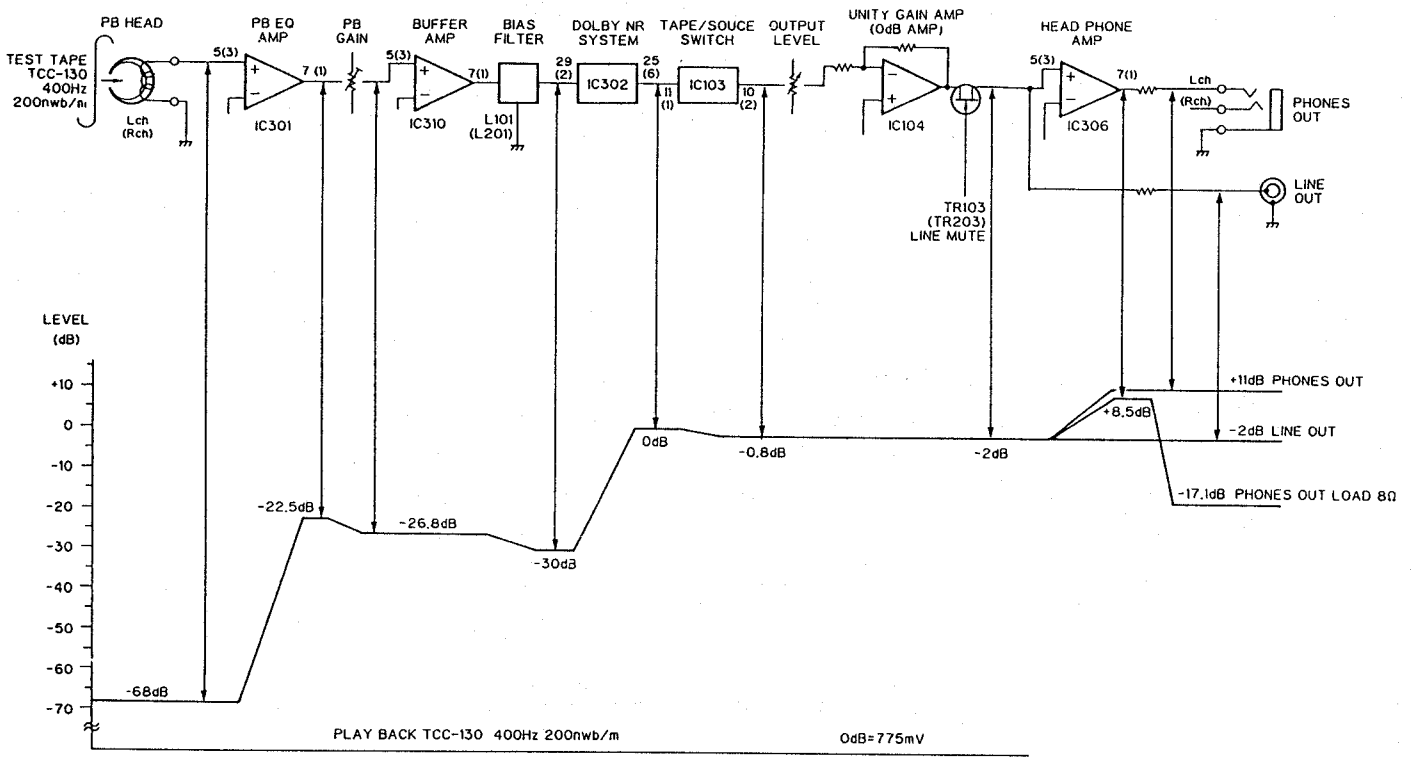 PB HEAD
PB EQ
AMP
PB
GAIN
BUFFER
AMP
BIAS
FILTER
DOLBY NR
SYSTEM
TAPE/SOUCE
SWITCH
OUTPUT
LEVEL
UNITY GAIN AMP
(0dB AMP)
HEAD PHONE
AMP
TEST TAPE
TCC-130
400Hz
200nwb/m
Lch
(Rch)
5(3)
+
−
7 (1)
IC301
5(3)
+
−
7(1)
IC310
L101
(L201)
29
(2)
IC302
25
(6)
11
(1)
IC103
10
(2)
−
+
IC104
TR103
(TR203)
LINE MUTE
5(3)
+
−
7(1)
IC306
Lch
(Rch)
PHONES
OUT
LINE
OUT
LEVEL
(dB)
+10
0
-5
-10
-20
-30
-40
-50
-60
-70
-68dB
-22.5dB
-26.8dB
-30dB
0dB
-0.8dB
-2dB
+8.5dB
+11dB PHONES OUT
-2dB LINE OUT
-17.1dB PHONES OUT LOAD 8Ω
PLAY BACK TCC-130 400Hz 200nwb/m
0dB=775mV